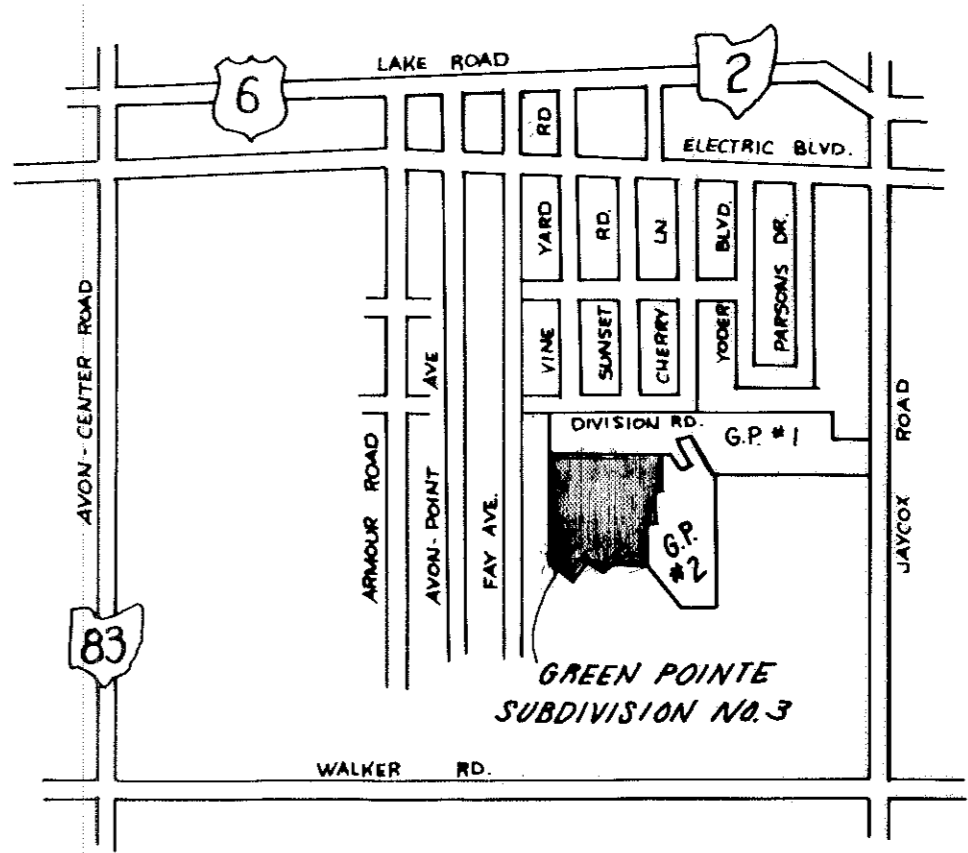 LAKE ROAD
6
2
ELECTRIC BLVD.
VINE YARD RD
SUNSET RD.
CHERRY LN
YODER BLVD.
PARSONS DR.
AVON-CENTER ROAD
ARMOUR ROAD
AVON-POINT AVE
FAY AVE.
DIVISION RD.
G.P. #1
JAYCOX ROAD
G.P.
#2
83
GREEN POINTE
SUBDIVISION NO. 3
WALKER RD.